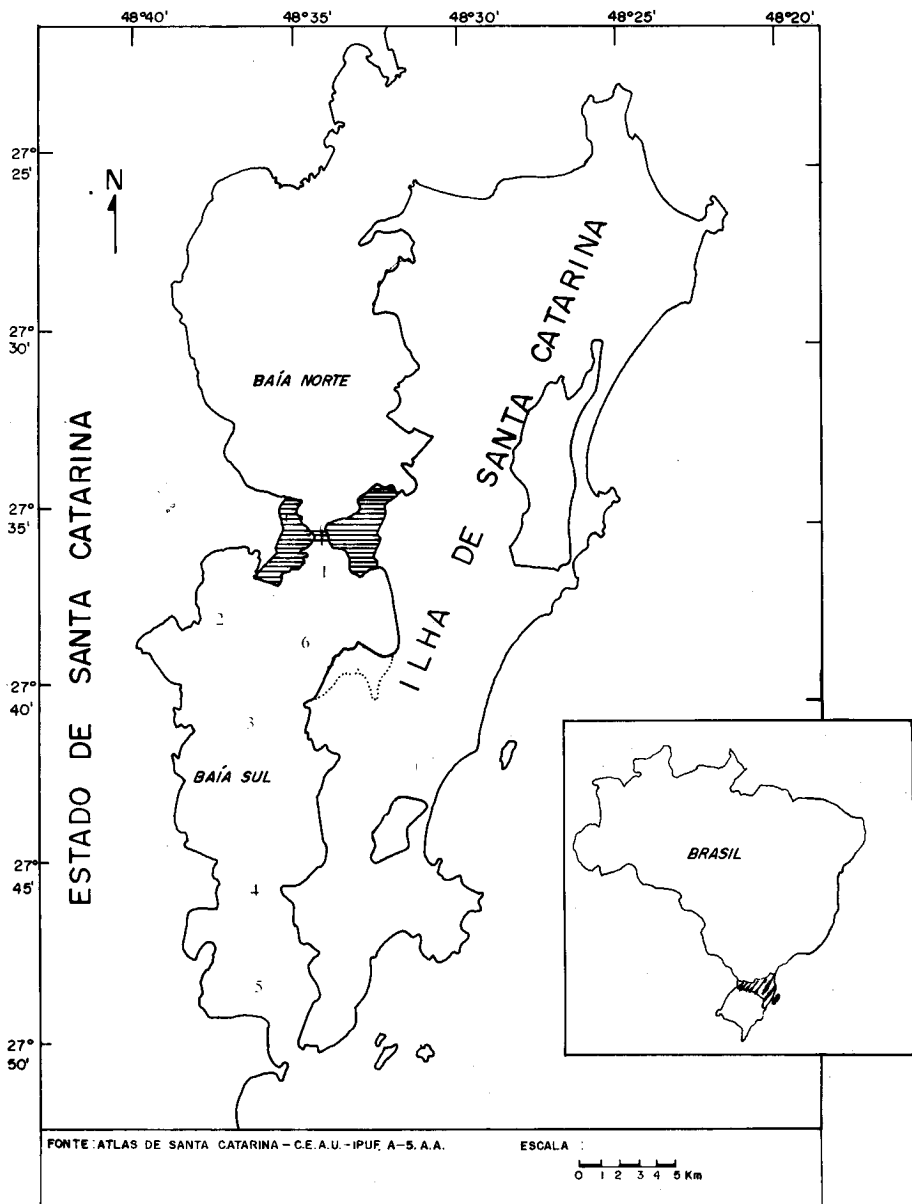 48°40' 48°35' 48°30' 48°25' 48°20'
27°
25'
N
27°
30'
27°
35'
27°
40'
27°
45'
27°
50'
ESTADO DE SANTA CATARINA
ILHA DE SANTA CATARINA
BAÍA NORTE
1
2
6
3
BAÍA SUL
4
5
BRASIL
FONTE: ATLAS DE SANTA CATARINA – C.E.A.U. - IPUF, A-5. A.A.
ESCALA :
0 1 2 3 4 5 Km